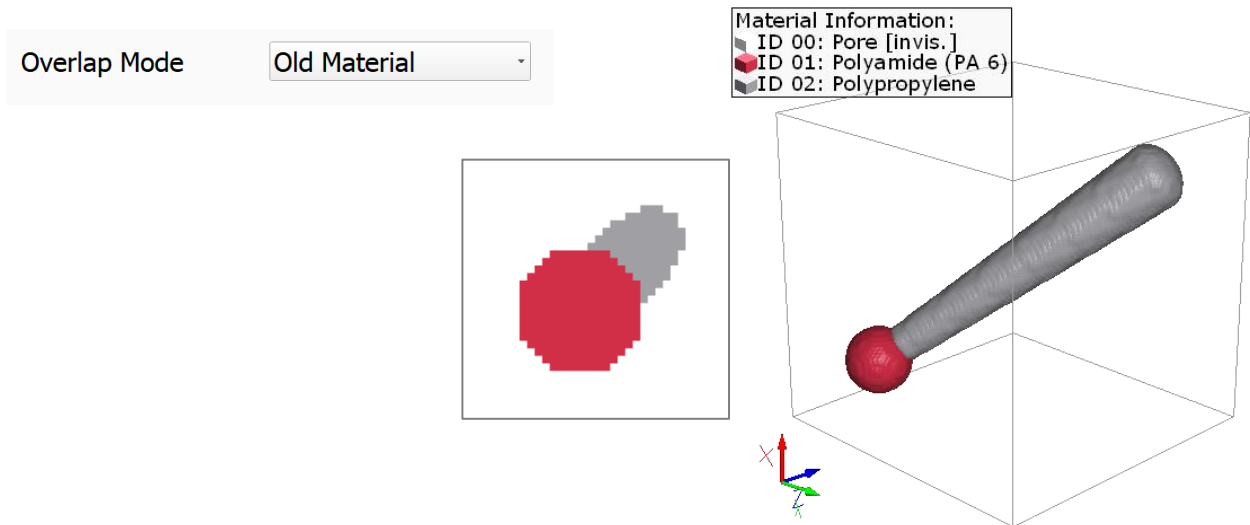 Overlap Mode
Old Material
Material Information:
ID 00: Pore [invis.]
ID 01: Polyamide (PA 6)
ID 02: Polypropylene
X
Z
Y